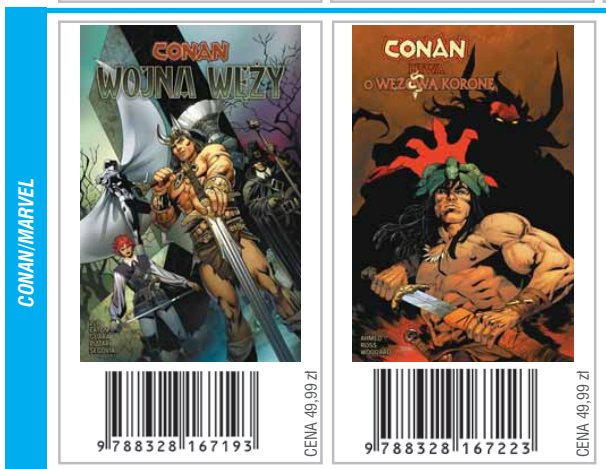 CONAN/MARVEL
CONAN
WOJNA WĘŻY
9 788328 167193
CENA 49,99 zł
CONAN
BITWA
O WĘŻOWĄ KORONĘ
AHMED
ROSS
WOODARD
9 788328 167223
CENA 49,99 zł